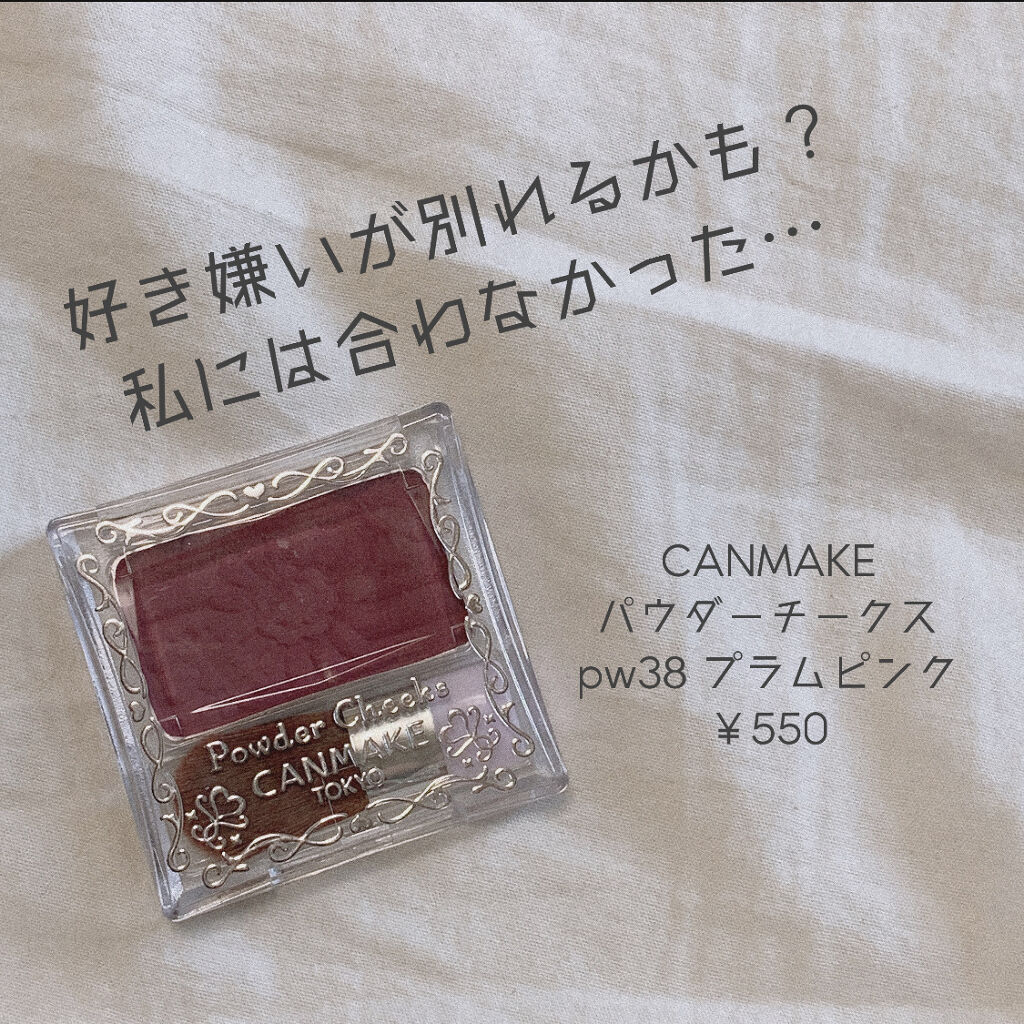 好き嫌いが別れるかも？
私には合わなかった…
CANMAKE
パウダーチークス
pw38 プラムピンク
￥550
Powder Cheeks
CANMAKE
TOKYO